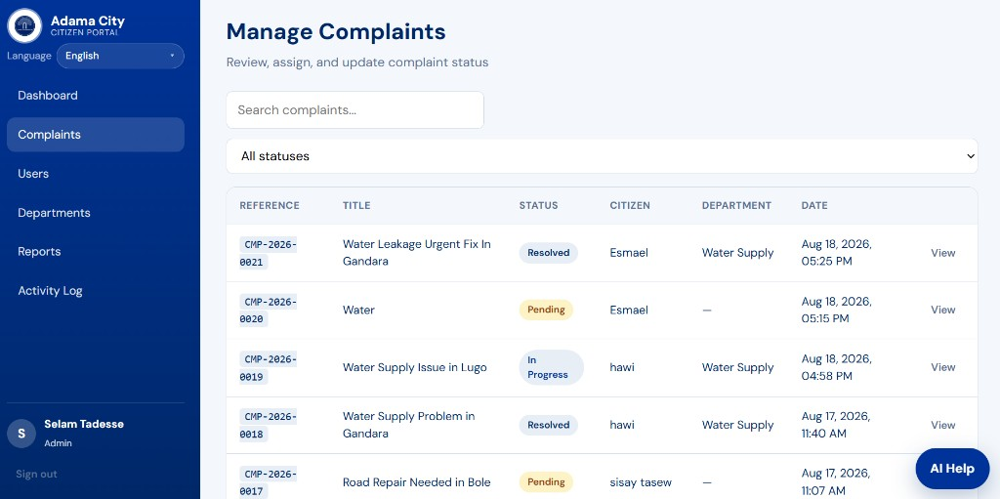 Adama City
CITIZEN PORTAL
Language English
Dashboard
Complaints
Users
Departments
Reports
Activity Log
S
Selam Tadesse
Admin
Sign out
Manage Complaints
Review, assign, and update complaint status
Search complaints...
All statuses
REFERENCE TITLE STATUS CITIZEN DEPARTMENT DATE
CMP-2026-0021 Water Leakage Urgent Fix In Gandara Resolved Esmael Water Supply Aug 18, 2026, 05:25 PM View
CMP-2026-0020 Water Pending Esmael — Aug 18, 2026, 05:15 PM View
CMP-2026-0019 Water Supply Issue in Lugo In Progress hawi Water Supply Aug 18, 2026, 04:58 PM View
CMP-2026-0018 Water Supply Problem in Gandara Resolved hawi Water Supply Aug 17, 2026, 11:40 AM View
CMP-2026-0017 Road Repair Needed in Bole Pending sisay tasew — Aug 17, 2026, 11:07 AM
AI Help